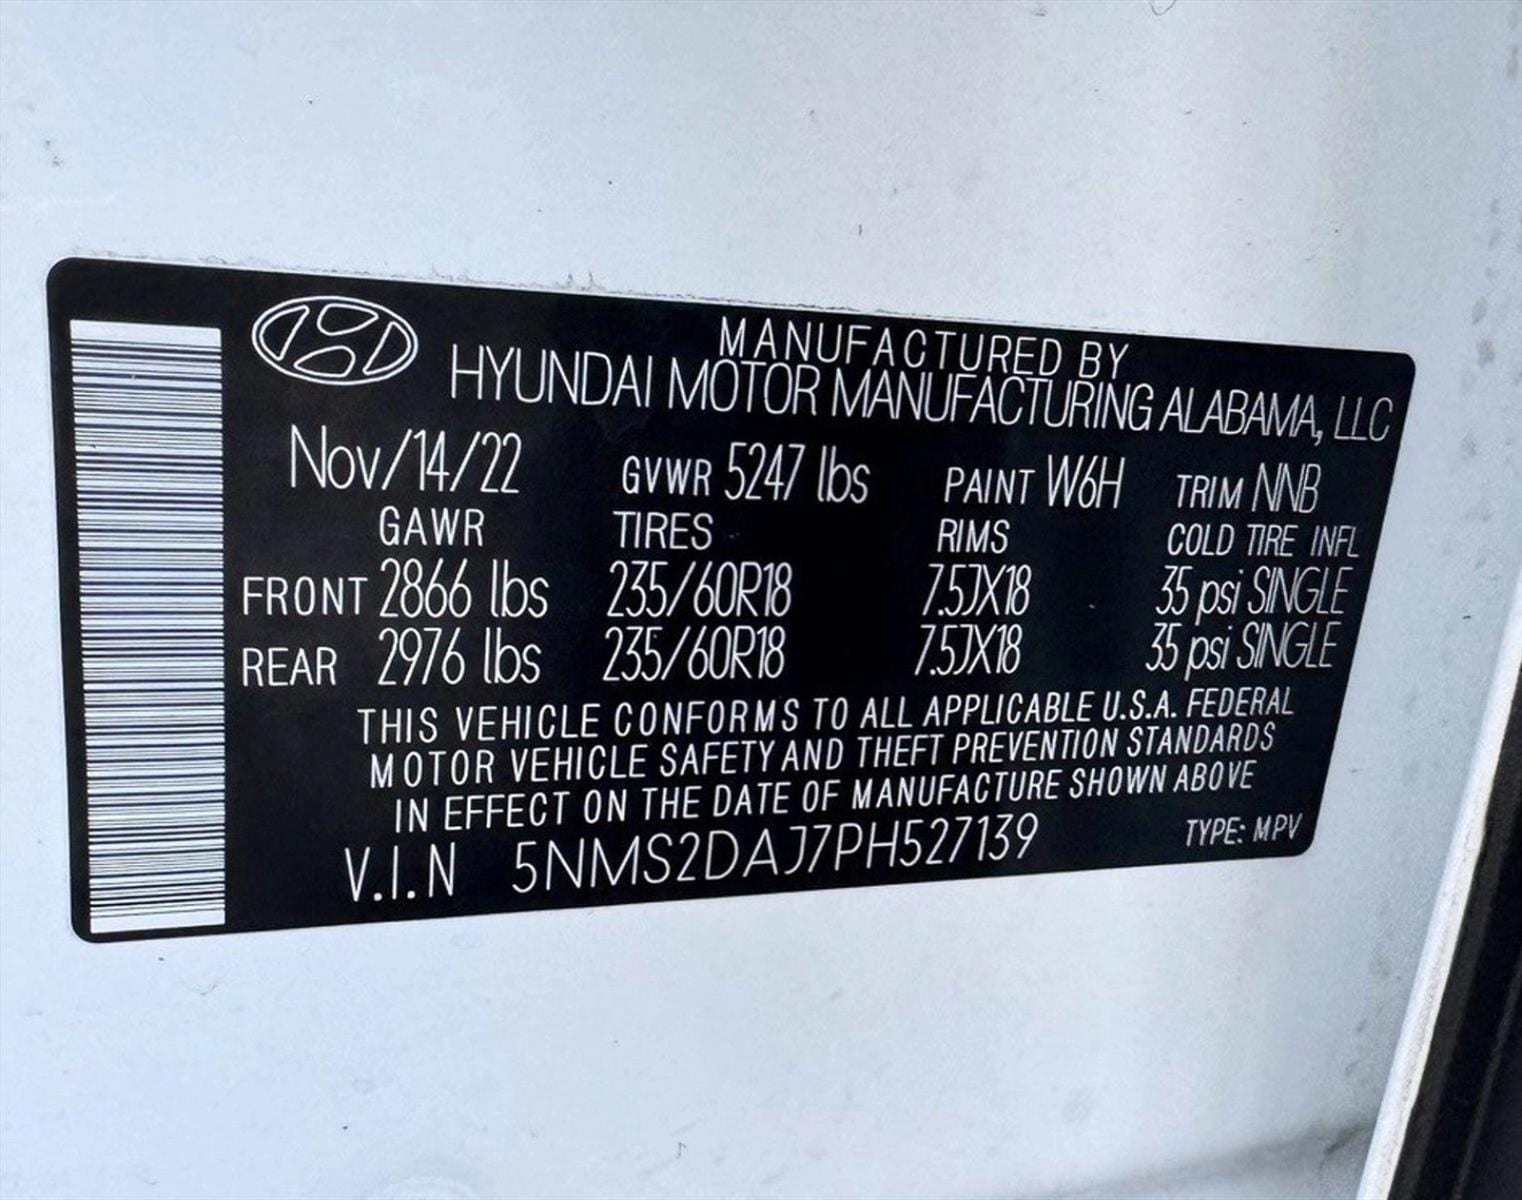 MANUFACTURED BY
HYUNDAI MOTOR MANUFACTURING ALABAMA, LLC
Nov/14/22 GVWR 5247 lbs PAINT W6H TRIM NNB
GAWR TIRES RIMS COLD TIRE INFL
FRONT 2866 lbs 235/60R18 7.5JX18 35 psi SINGLE
REAR 2976 lbs 235/60R18 7.5JX18 35 psi SINGLE
THIS VEHICLE CONFORMS TO ALL APPLICABLE U.S.A. FEDERAL
MOTOR VEHICLE SAFETY AND THEFT PREVENTION STANDARDS
IN EFFECT ON THE DATE OF MANUFACTURE SHOWN ABOVE
V.I.N 5NMS2DAJ7PH527139 TYPE: MPV